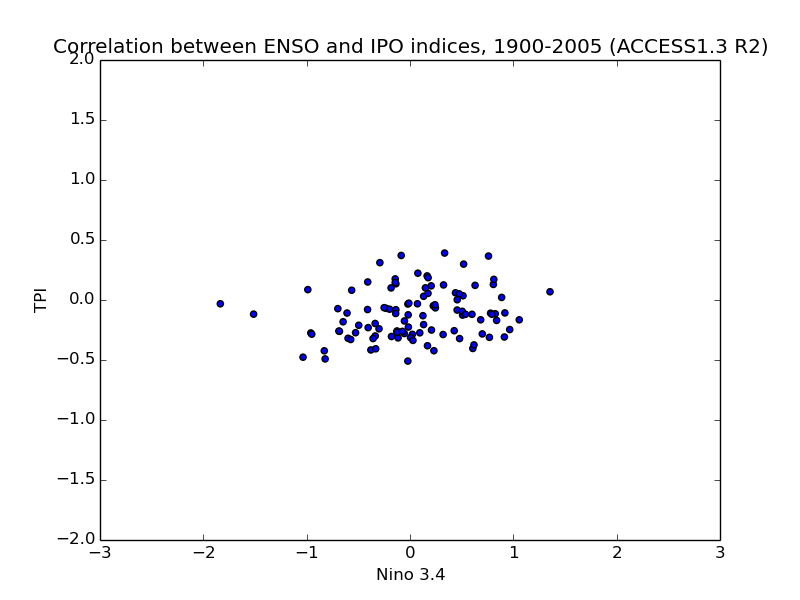 Correlation between ENSO and IPO indices, 1900-2005 (ACCESS1.3 R2)
2.0
1.5
1.0
0.5
0.0
−0.5
−1.0
−1.5
−2.0
TPI
−3 −2 −1 0 1 2 3
Nino 3.4